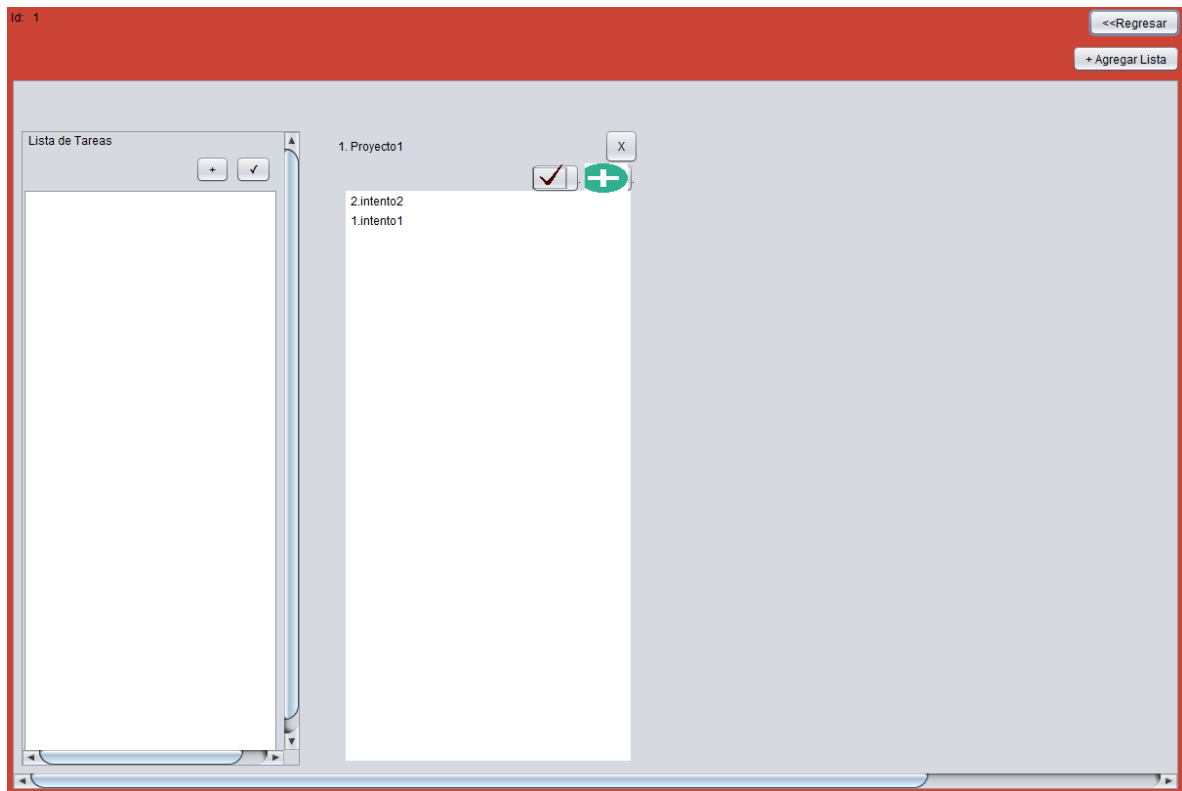 Id: 1
<<Regresar
+ Agregar Lista
Lista de Tareas
+ ✓
1. Proyecto1
X
2.intento2
1.intento1